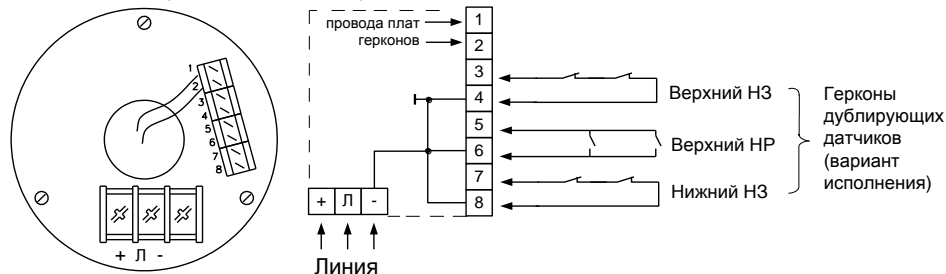 1
2
3
4
5
6
7
8
+ Л -
провода плат
герконов
1
2
3
4
5
6
7
8
+ Л -
Линия
Верхний НЗ
Верхний НР
Нижний НЗ
Герконы
дублирующих
датчиков
(вариант
исполнения)